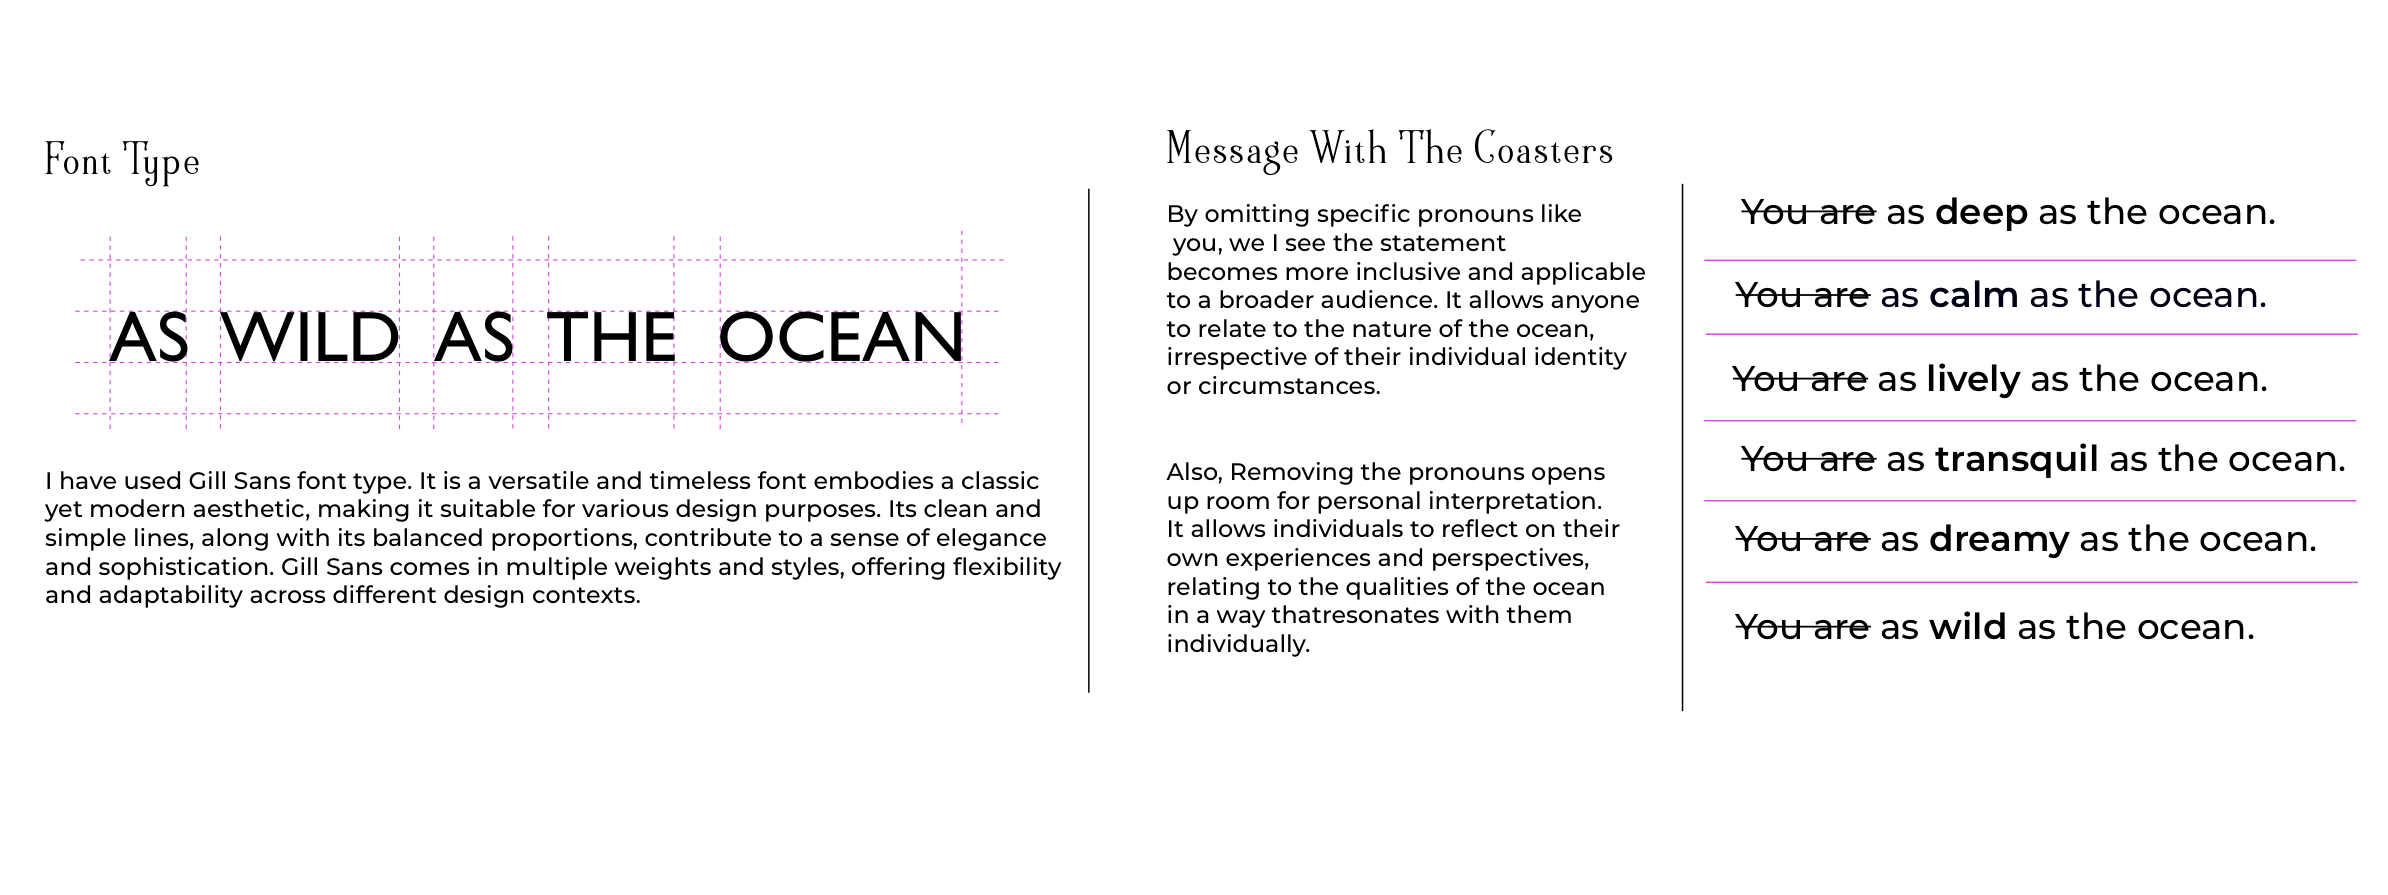 Font Type
AS WILD AS THE OCEAN
I have used Gill Sans font type. It is a versatile and timeless font embodies a classic
yet modern aesthetic, making it suitable for various design purposes. Its clean and
simple lines, along with its balanced proportions, contribute to a sense of elegance
and sophistication. Gill Sans comes in multiple weights and styles, offering flexibility
and adaptability across different design contexts.
Message With The Coasters
By omitting specific pronouns like
you, we I see the statement
becomes more inclusive and applicable
to a broader audience. It allows anyone
to relate to the nature of the ocean,
irrespective of their individual identity
or circumstances.
Also, Removing the pronouns opens
up room for personal interpretation.
It allows individuals to reflect on their
own experiences and perspectives,
relating to the qualities of the ocean
in a way thatresonates with them
individually.
You are as deep as the ocean.
You are as calm as the ocean.
You are as lively as the ocean.
You are as transquil as the ocean.
You are as dreamy as the ocean.
You are as wild as the ocean.